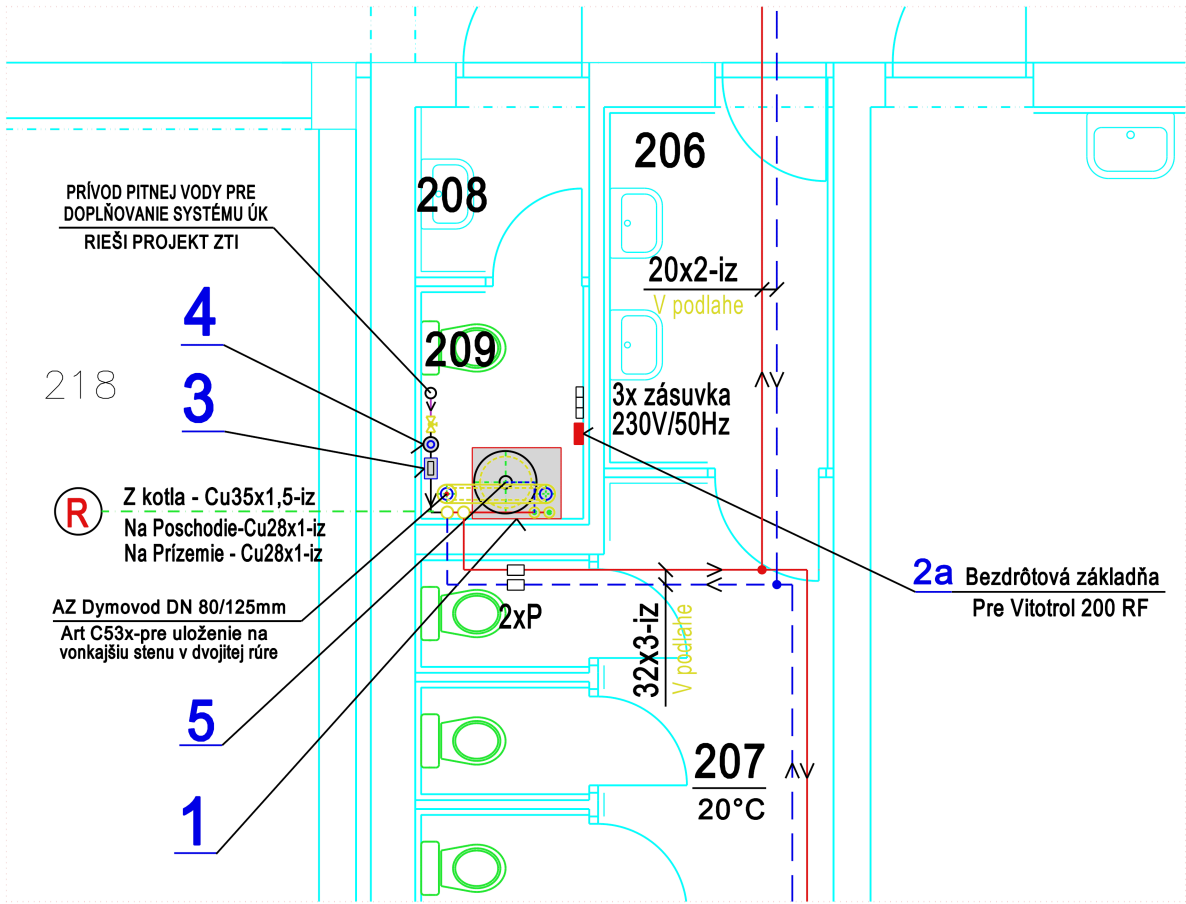 206
208
PRÍVOD PITNEJ VODY PRE
DOPLŇOVANIE SYSTÉMU ÚK
RIEŠI PROJEKT ZTI
20x2-iz
V podlahe
4
209
218
3
3x zásuvka
230V/50Hz
R
Z kotla - Cu35x1,5-iz
Na Poschodie-Cu28x1-iz
Na Prízemie - Cu28x1-iz
2a
Bezdrôtová základňa
Pre Vitotrol 200 RF
AZ Dymovod DN 80/125mm
Art C53x-pre uloženie na
vonkajšiu stenu v dvojitej rúre
2xP
32x3-iz
V podlahe
5
207
20°C
1